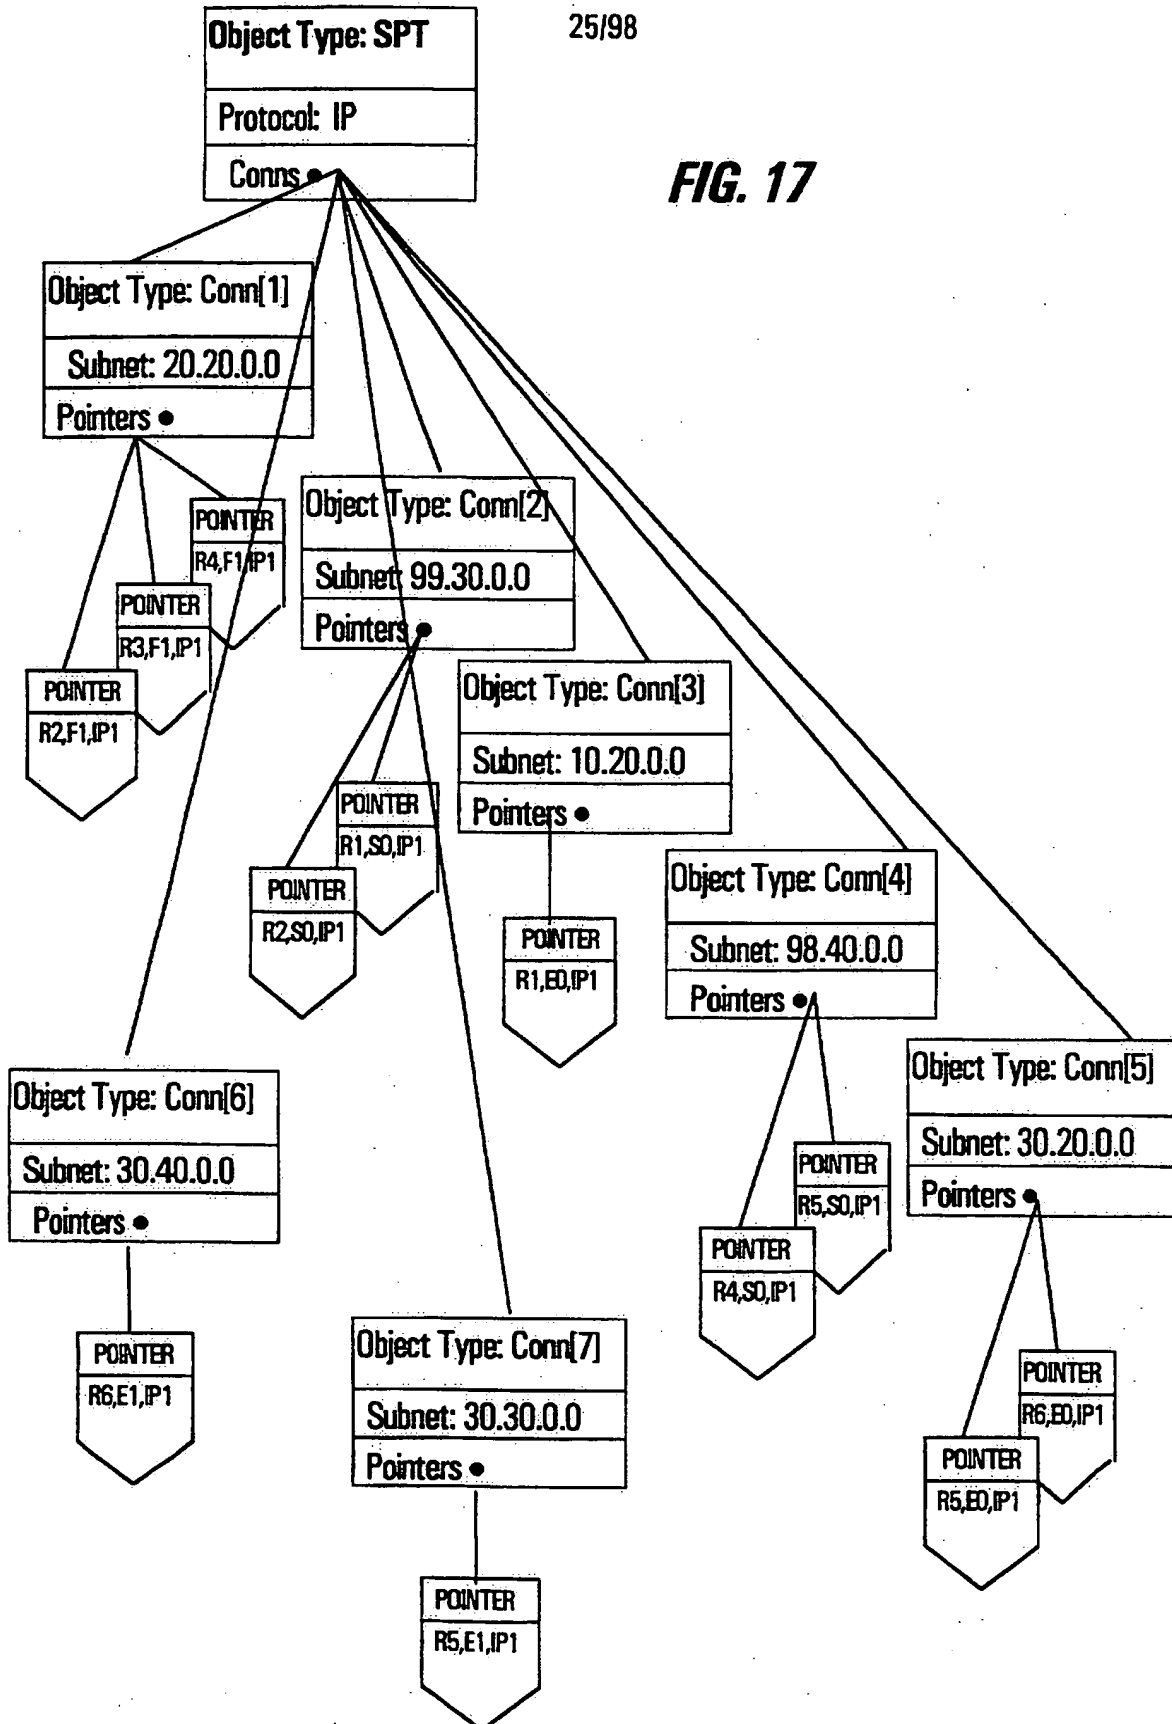 25/98
Object Type: SPT
Protocol: IP
Conns
FIG. 17
Object Type: Conn[1]
Subnet: 20.20.0.0
Pointers
POINTER
R4,F1,IP1
POINTER
R3,F1,IP1
POINTER
R2,F1,IP1
Object Type: Conn[2]
Subnet: 99.30.0.0
Pointers
POINTER
R1,S0,IP1
POINTER
R2,S0,IP1
Object Type: Conn[3]
Subnet: 10.20.0.0
Pointers
POINTER
R1,E0,IP1
Object Type: Conn[4]
Subnet: 98.40.0.0
Pointers
POINTER
R5,S0,IP1
POINTER
R4,S0,IP1
Object Type: Conn[5]
Subnet: 30.20.0.0
Pointers
POINTER
R6,E0,IP1
POINTER
R5,E0,IP1
Object Type: Conn[6]
Subnet: 30.40.0.0
Pointers
POINTER
R6,E1,IP1
Object Type: Conn[7]
Subnet: 30.30.0.0
Pointers
POINTER
R5,E1,IP1